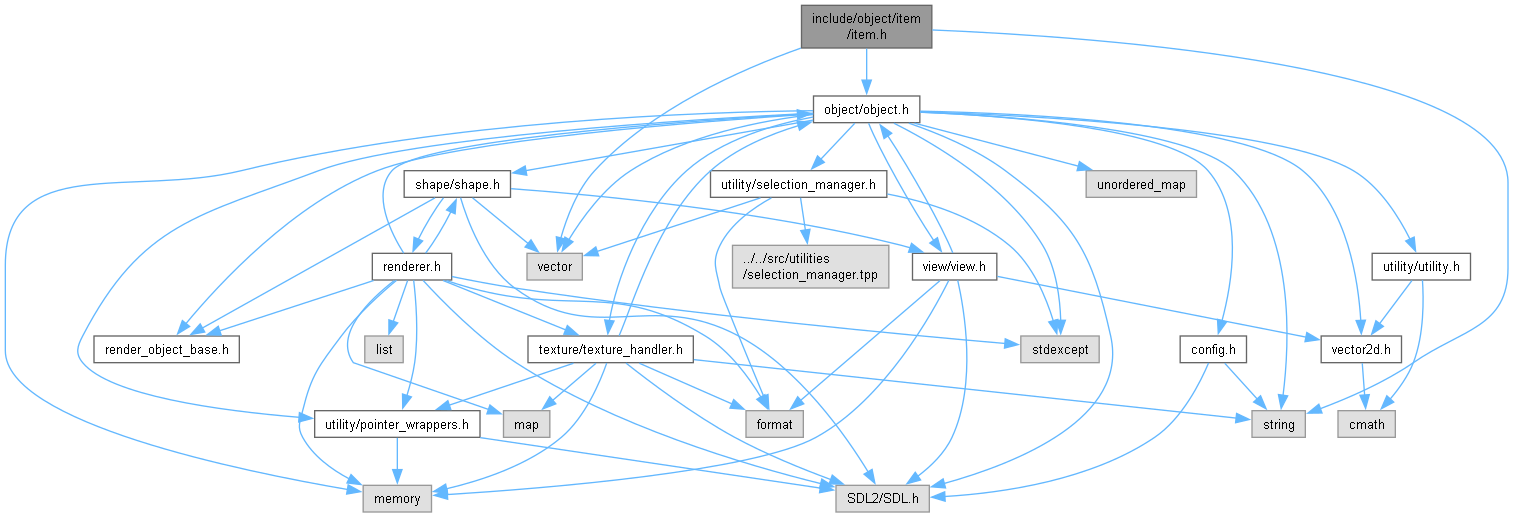 include/object/item
/item.h
object/object.h
shape/shape.h
utility/selection_manager.h
unordered_map
renderer.h
vector
../../src/utilities
/selection_manager.tpp
view/view.h
utility/utility.h
render_object_base.h
list
texture/texture_handler.h
stdexcept
config.h
vector2d.h
utility/pointer_wrappers.h
map
format
string
cmath
memory
SDL2/SDL.h